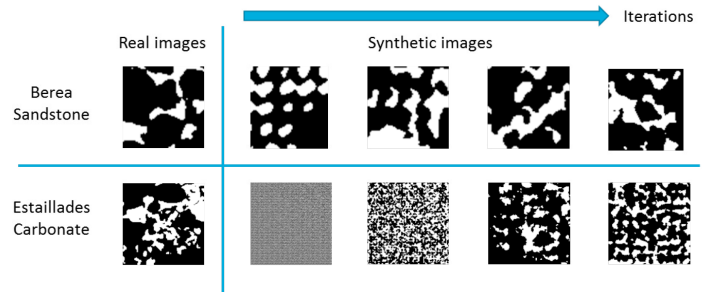 Iterations
Real images
Synthetic images
Berea
Sandstone
Estaillades
Carbonate